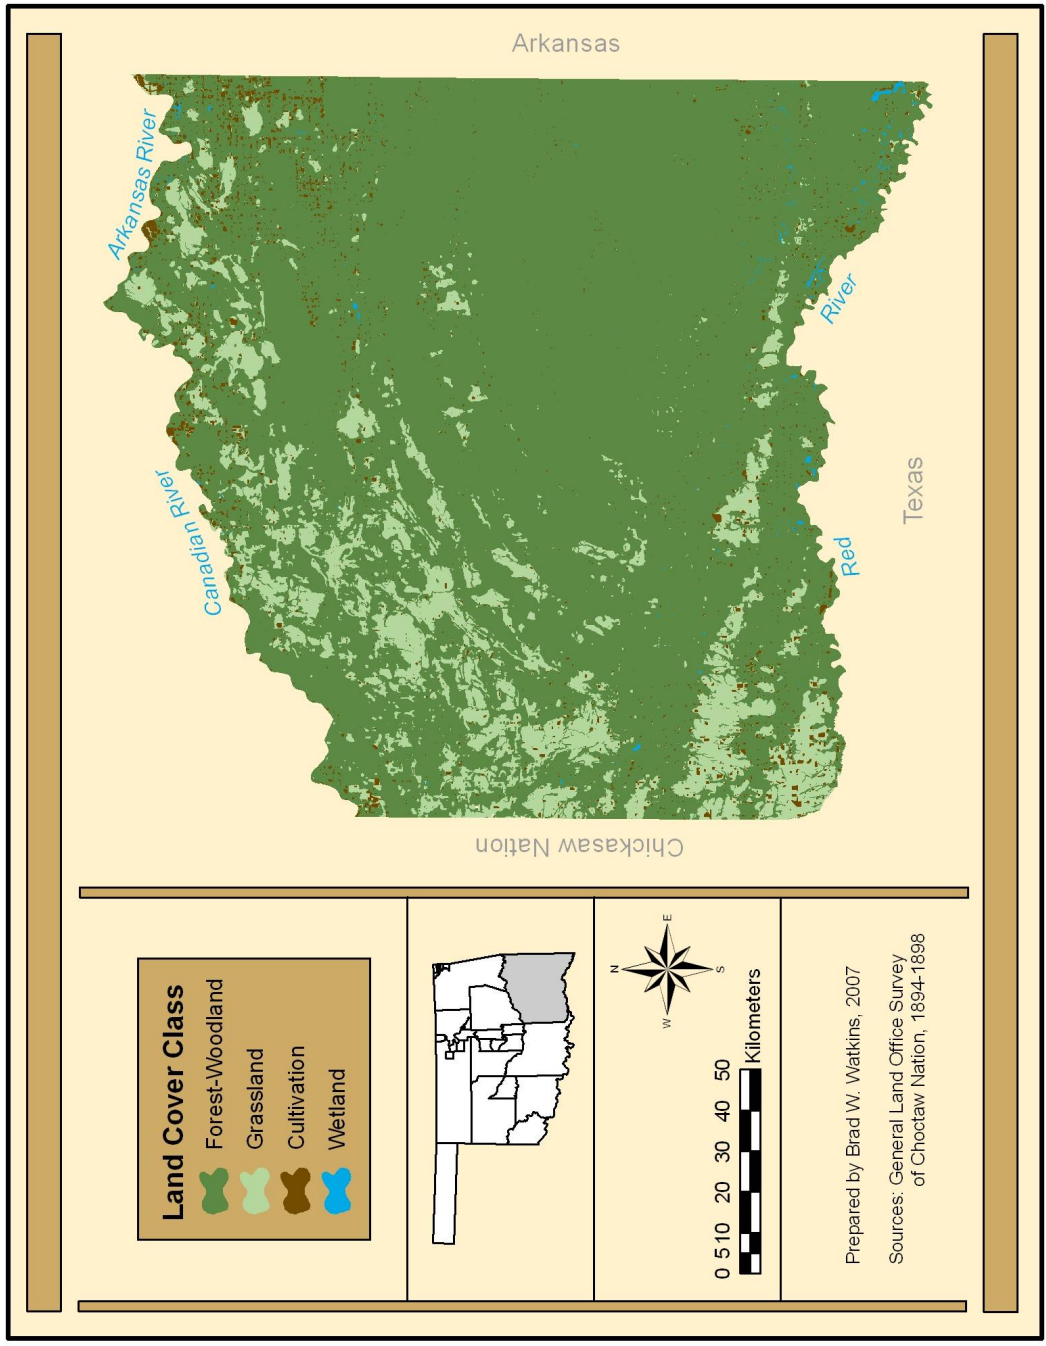 Arkansas
Arkansas River
Canadian River
Red
River
Texas
Chickasaw Nation
Land Cover Class
Forest-Woodland
Grassland
Cultivation
Wetland
N
E
S
W
0 5 10 20 30 40 50
Kilometers
Prepared by Brad W. Watkins, 2007
Sources: General Land Office Survey
of Choctaw Nation, 1894-1898